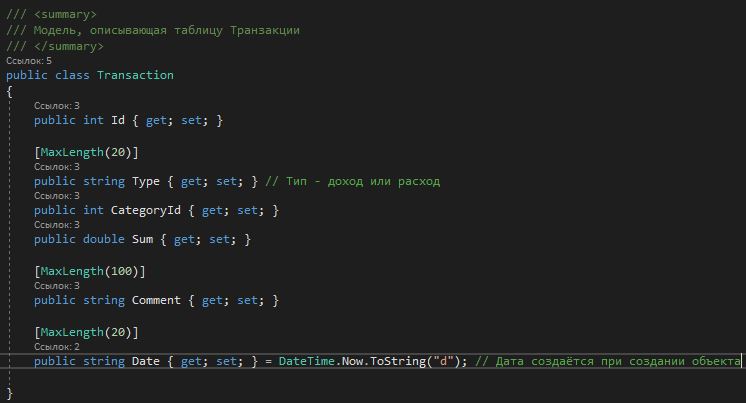 /// <summary>
/// Модель, описывающая таблицу Транзакции
/// </summary>
Ссылок: 5
public class Transaction
{
Ссылок: 3
public int Id { get; set; }
[MaxLength(20)]
Ссылок: 3
public string Type { get; set; } // Тип - доход или расход
Ссылок: 3
public int CategoryId { get; set; }
Ссылок: 3
public double Sum { get; set; }
[MaxLength(100)]
Ссылок: 3
public string Comment { get; set; }
[MaxLength(20)]
Ссылок: 2
public string Date { get; set; } = DateTime.Now.ToString("d"); // Дата создаётся при создании объекта
}